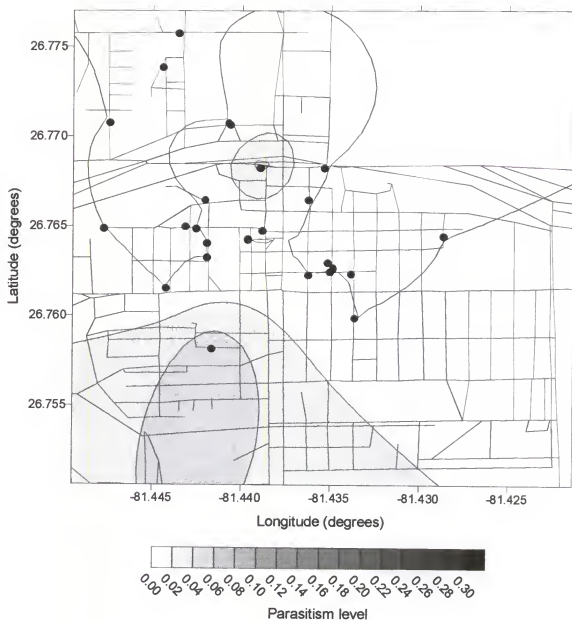 26.775
26.770
26.765
26.760
26.755
Latitude (degrees)
-81.445 -81.440 -81.435 -81.430 -81.425
Longitude (degrees)
0.00 0.02 0.04 0.06 0.08 0.10 0.12 0.14 0.16 0.18 0.20 0.22 0.24 0.26 0.28 0.30
Parasitism level